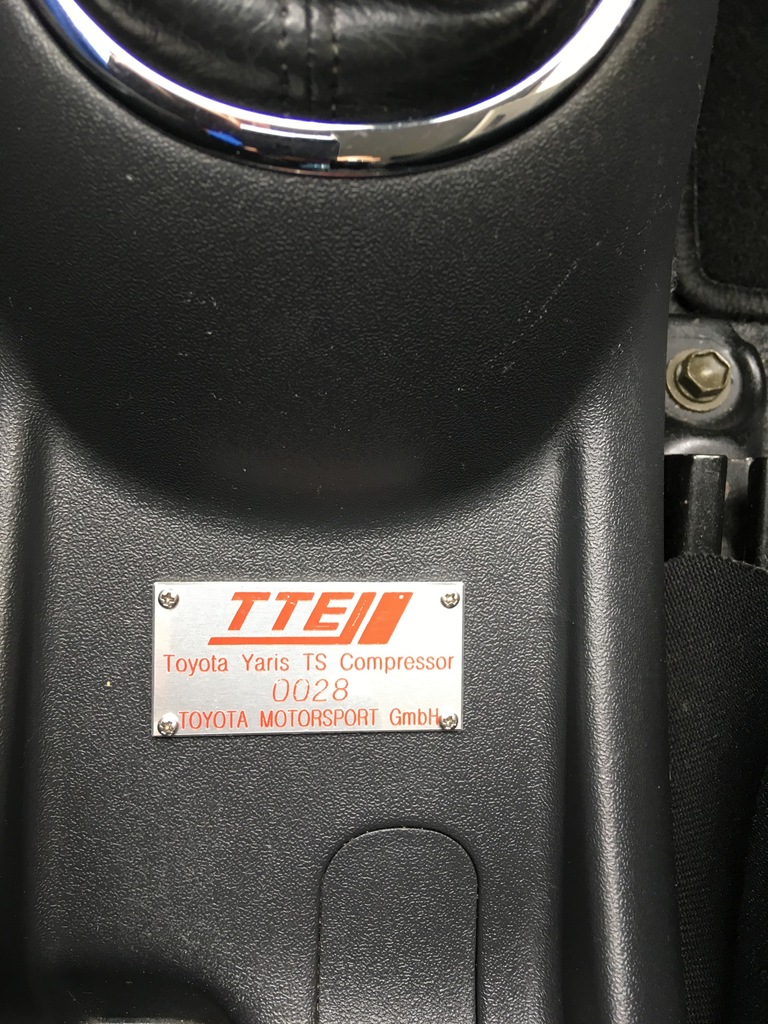 TTE
Toyota Yaris TS Compressor
0028
TOYOTA MOTORSPORT GmbH